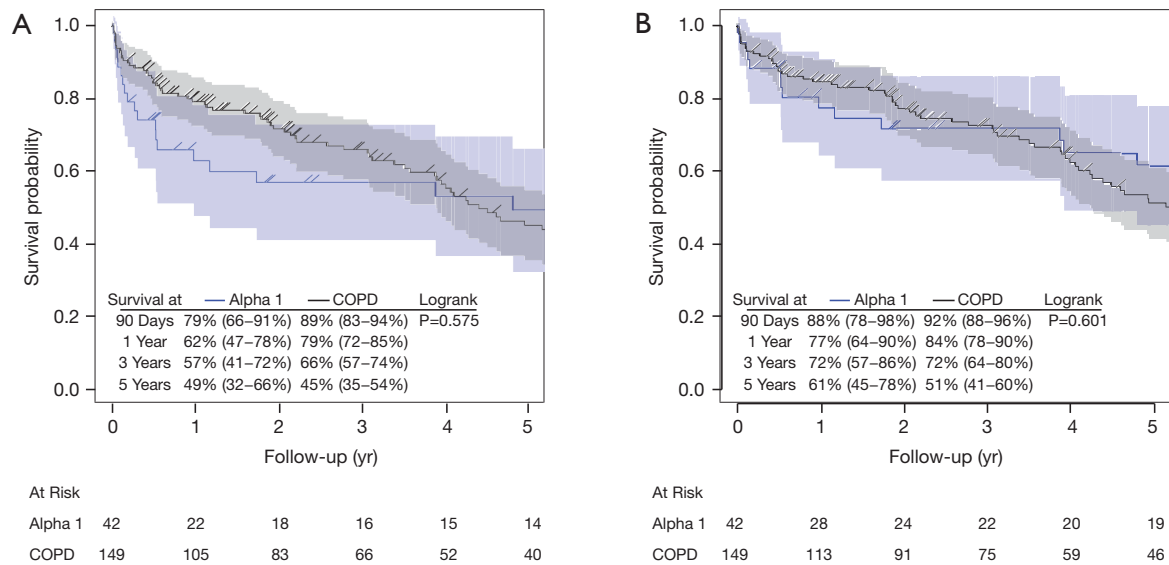 A
Survival probability
1.0
0.8
0.6
0.4
0.2
0.0
Survival at Alpha 1 COPD Logrank
90 Days 79% (66–91%) 89% (83–94%) P=0.575
1 Year 62% (47–78%) 79% (72–85%)
3 Years 57% (41–72%) 66% (57–74%)
5 Years 49% (32–66%) 45% (35–54%)
0 1 2 3 4 5
Follow-up (yr)
At Risk
Alpha 1 42 22 18 16 15 14
COPD 149 105 83 66 52 40
B
Survival probability
1.0
0.8
0.6
0.4
0.2
0.0
Survival at Alpha 1 COPD Logrank
90 Days 88% (78–98%) 92% (88–96%) P=0.601
1 Year 77% (64–90%) 84% (78–90%)
3 Years 72% (57–86%) 72% (64–80%)
5 Years 61% (45–78%) 51% (41–60%)
0 1 2 3 4 5
Follow-up (yr)
At Risk
Alpha 1 42 28 24 22 20 19
COPD 149 113 91 75 59 46